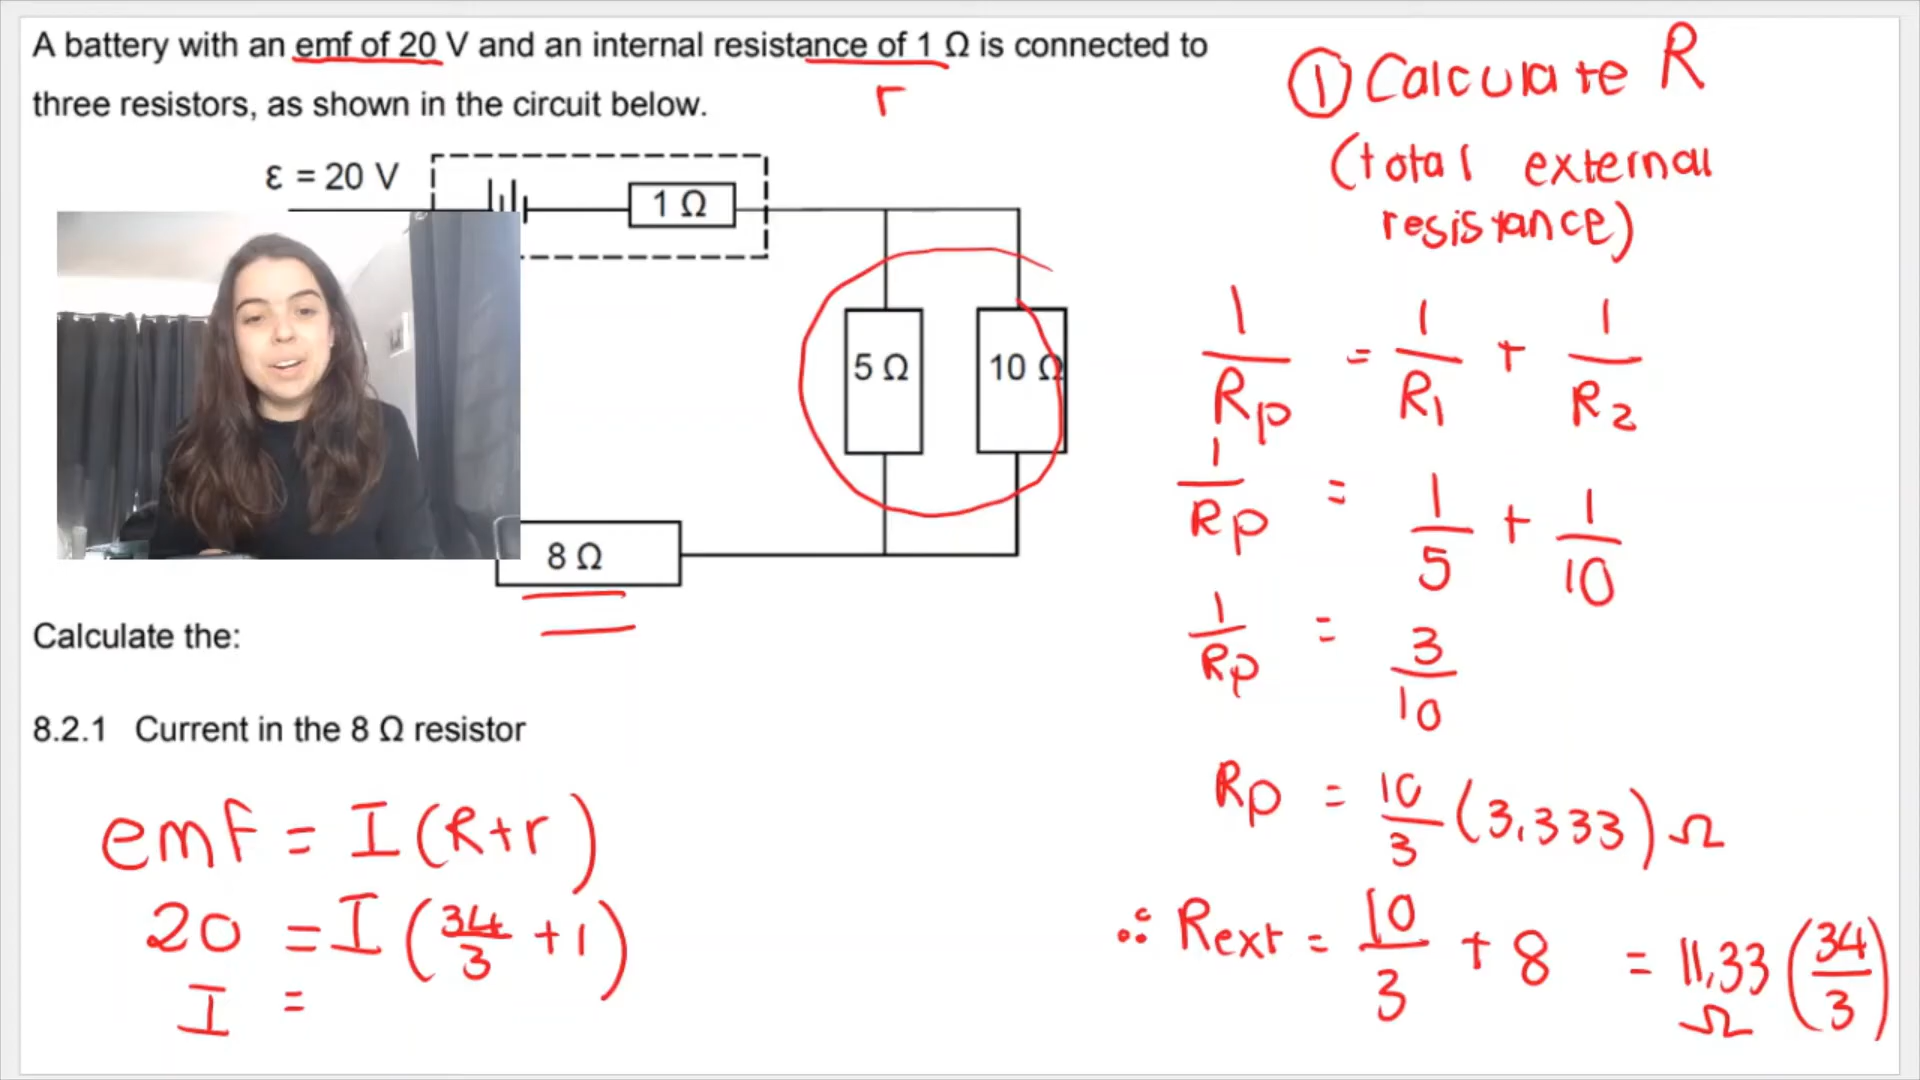 A battery with an emf of 20 V and an internal resistance of 1 Ω is connected to
three resistors, as shown in the circuit below.
r
ε = 20 V
1 Ω
5 Ω
10 Ω
8 Ω
Calculate the:
8.2.1 Current in the 8 Ω resistor
emf = I (R+r)
20 = I (34/3 + 1)
I =
① Calculate R
(total external
resistance)
1/Rp = 1/R1 + 1/R2
1/Rp = 1/5 + 1/10
1/Rp = 3/10
Rp = 10/3 (3,333) Ω
∴ Rext = 10/3 + 8 = 11,33 (34/3)
Ω